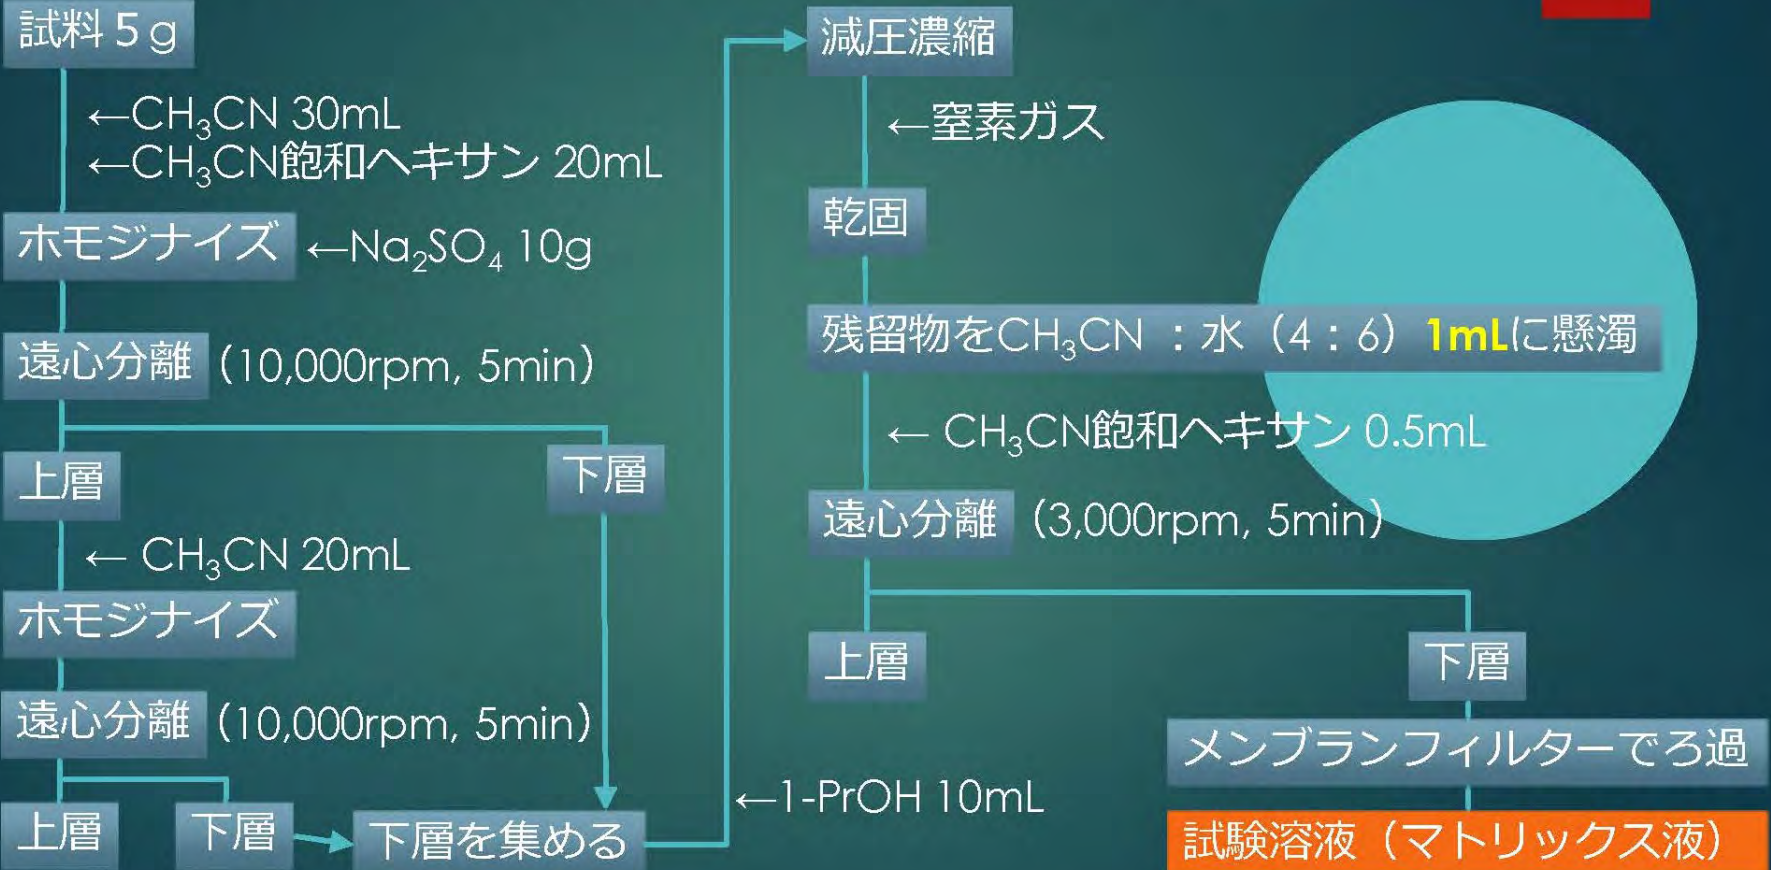 試料 5 g
←CH₃CN 30mL
←CH₃CN飽和ヘキサン 20mL
ホモジナイズ ←Na₂SO₄ 10g
遠心分離（10,000rpm, 5min）
上層
下層
← CH₃CN 20mL
ホモジナイズ
遠心分離（10,000rpm, 5min）
上層
下層
下層を集める
←1-PrOH 10mL
減圧濃縮
←窒素ガス
乾固
残留物をCH₃CN ：水（4：6）1mLに懸濁
← CH₃CN飽和ヘキサン 0.5mL
遠心分離（3,000rpm, 5min）
上層
下層
メンブランフィルターでろ過
試験溶液（マトリックス液）